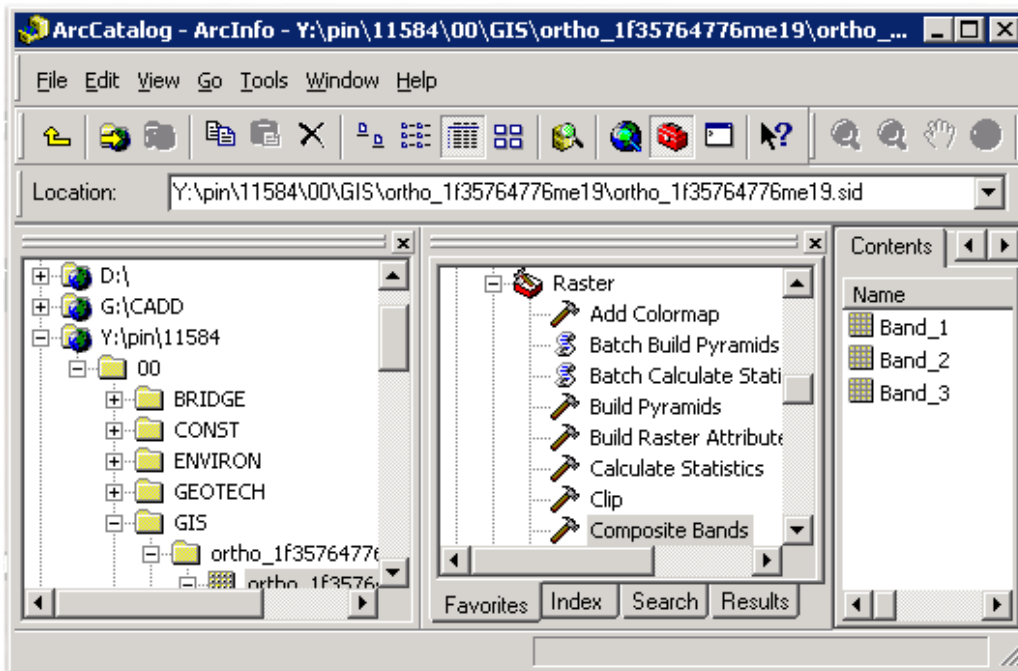 ArcCatalog - ArcInfo - Y:\pin\11584\00\GIS\ortho_1f35764776me19\ortho_...
File Edit View Go Tools Window Help
Location: Y:\pin\11584\00\GIS\ortho_1f35764776me19\ortho_1f35764776me19.sid
D:\
G:\CADD
Y:\pin\11584
00
BRIDGE
CONST
ENVIRON
GEOTECH
GIS
ortho_1f3576477
ortho_1f3576
Raster
Add Colormap
Batch Build Pyramids
Batch Calculate Stati
Build Pyramids
Build Raster Attribute
Calculate Statistics
Clip
Composite Bands
Favorites Index Search Results
Contents
Name
Band_1
Band_2
Band_3